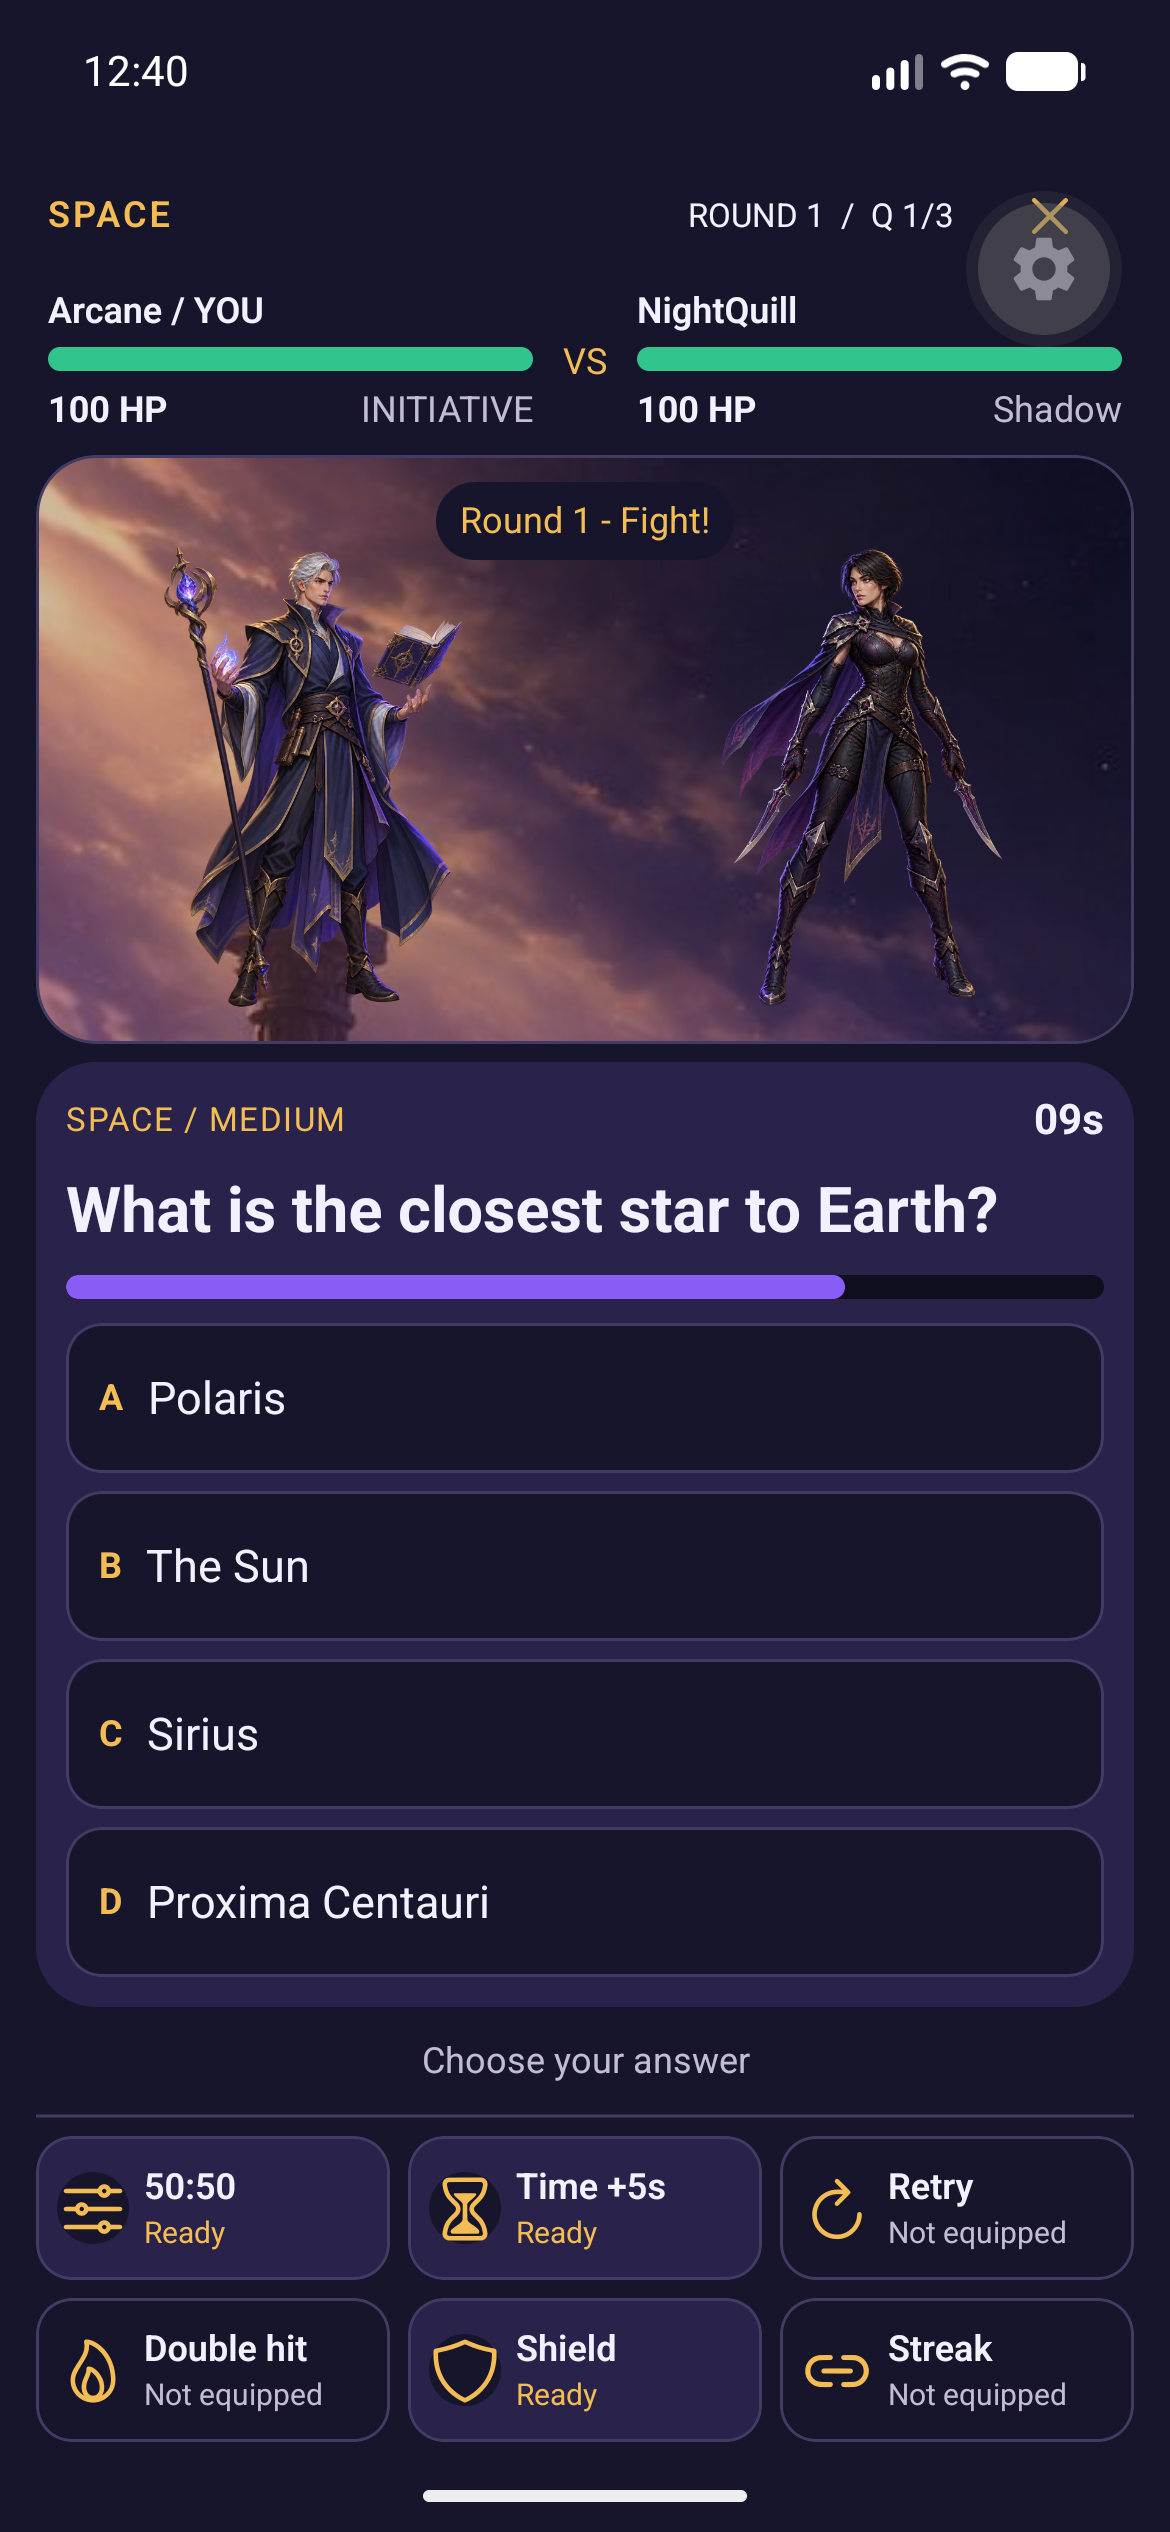 12:40
SPACE
ROUND 1 / Q 1/3
Arcane / YOU
NightQuill
VS
100 HP
INITIATIVE
100 HP
Shadow
Round 1 - Fight!
SPACE / MEDIUM
09s
What is the closest star to Earth?
A Polaris
B The Sun
C Sirius
D Proxima Centauri
Choose your answer
50:50
Ready
Time +5s
Ready
Retry
Not equipped
Double hit
Not equipped
Shield
Ready
Streak
Not equipped